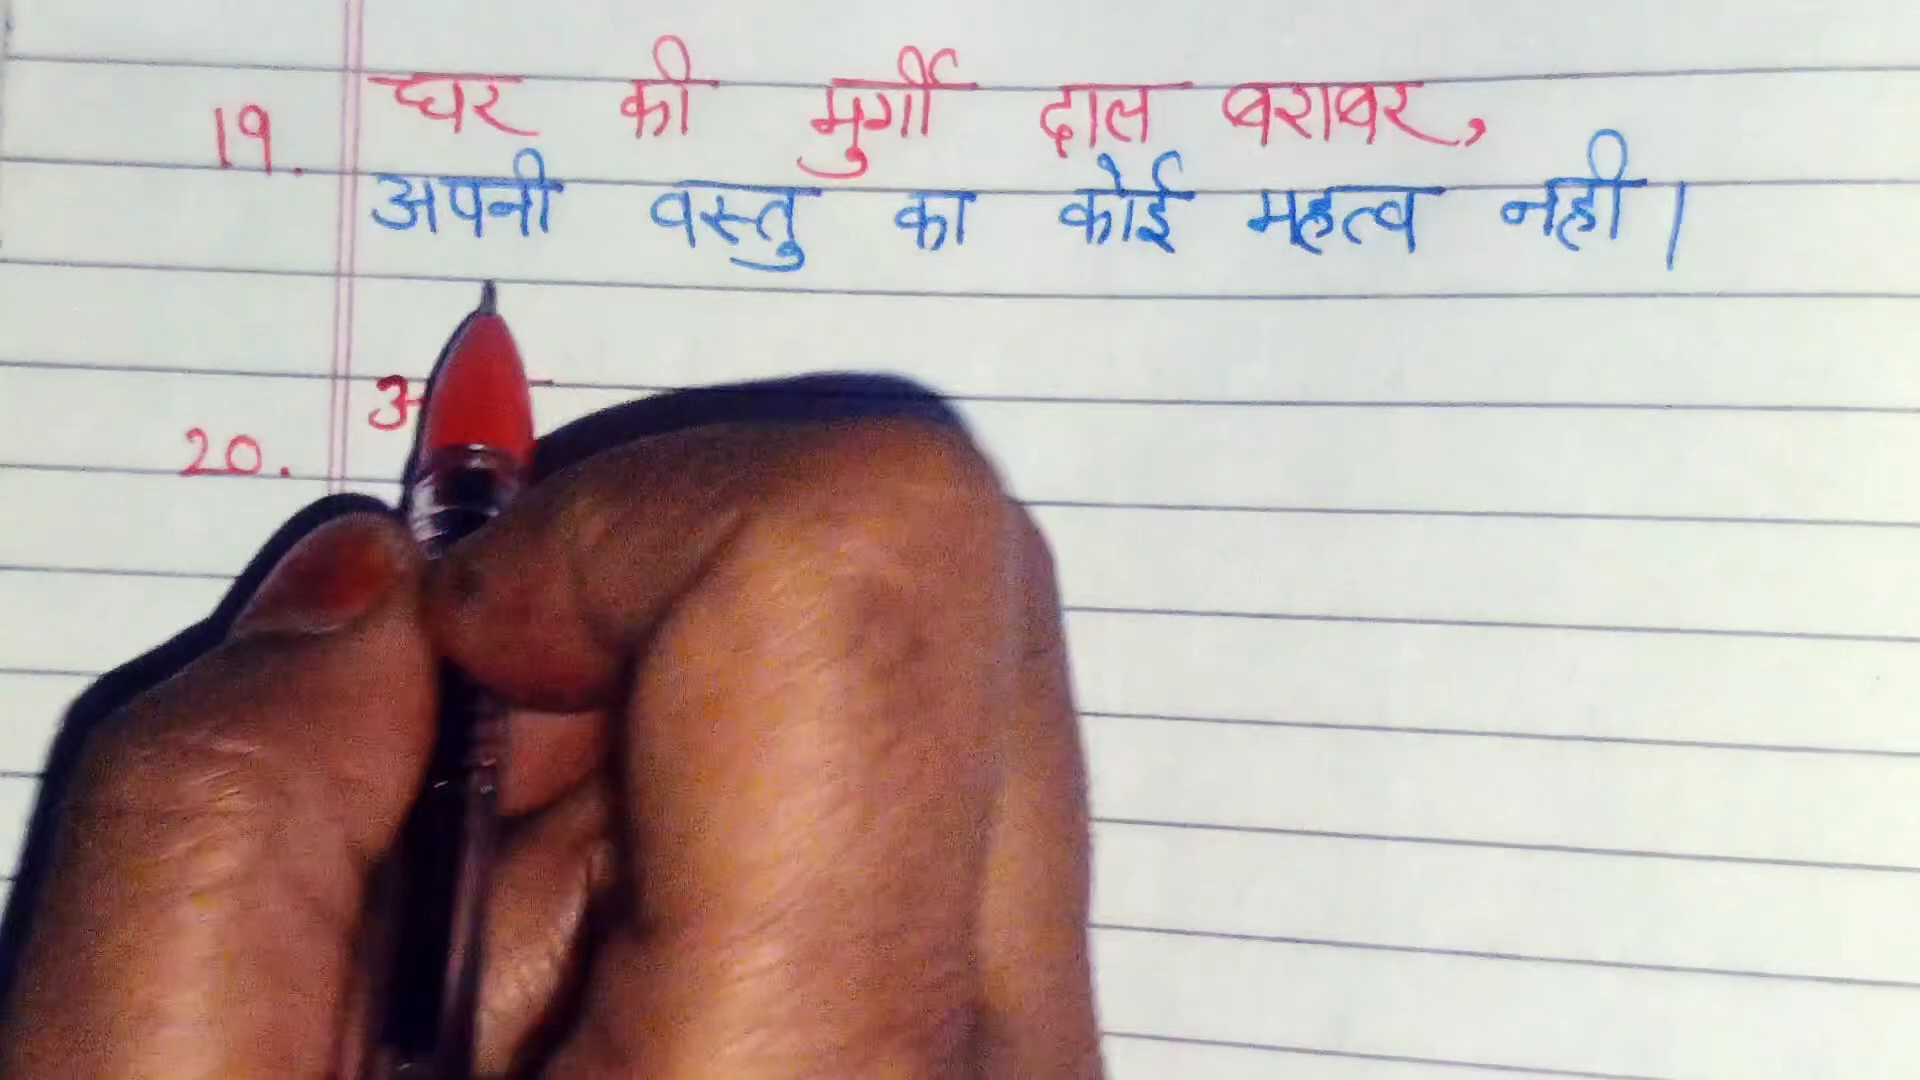 19. घर की मुर्गी दाल बराबर,
अपनी वस्तु का कोई महत्व नही।
20.